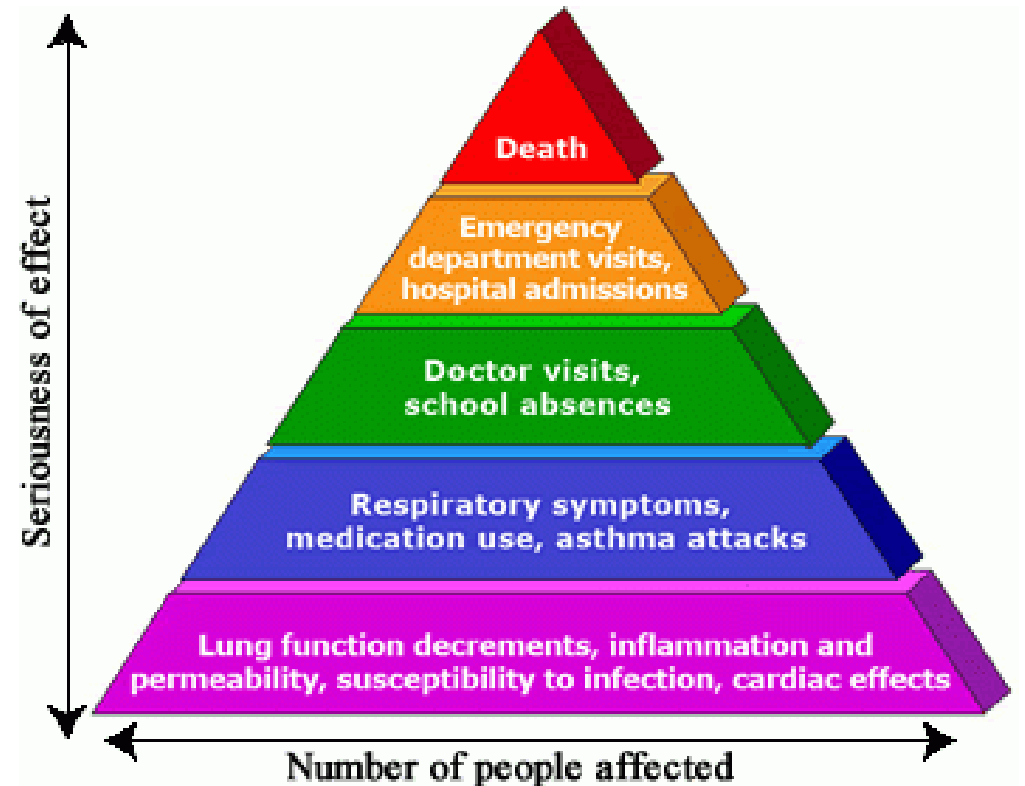 Seriousness of effect
Death
Emergency
department visits,
hospital admissions
Doctor visits,
school absences
Respiratory symptoms,
medication use, asthma attacks
Lung function decrements, inflammation and
permeability, susceptibility to infection, cardiac effects
Number of people affected